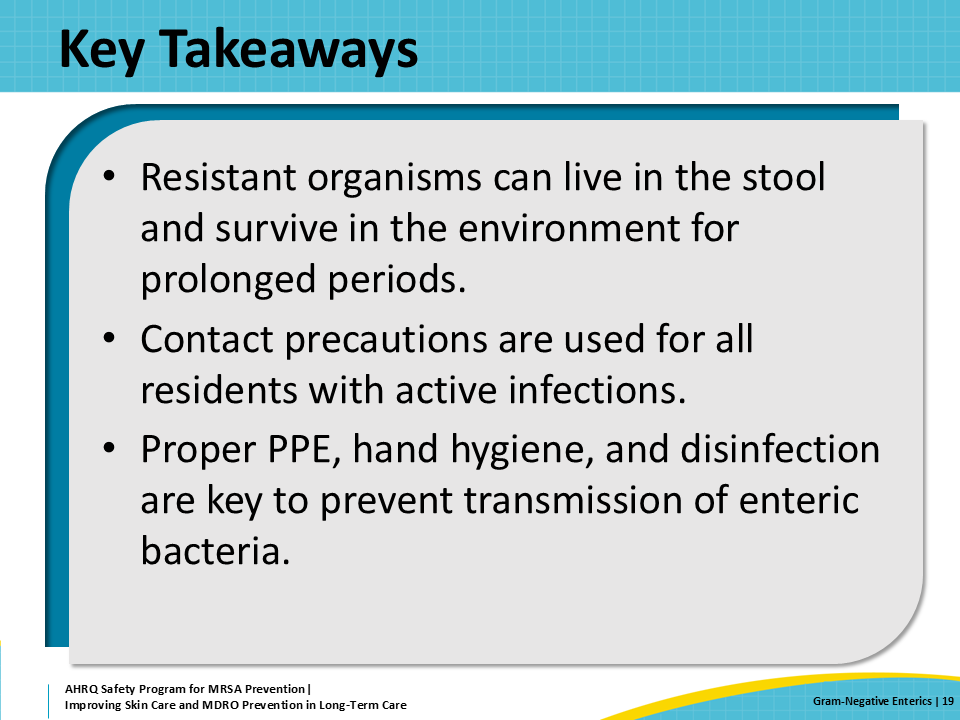 Key Takeaways
• Resistant organisms can live in the stool
and survive in the environment for
prolonged periods.
• Contact precautions are used for all
residents with active infections.
• Proper PPE, hand hygiene, and disinfection
are key to prevent transmission of enteric
bacteria.
AHRQ Safety Program for MRSA Prevention|
Improving Skin Care and MDRO Prevention in Long-Term Care
Gram-Negative Enterics | 19